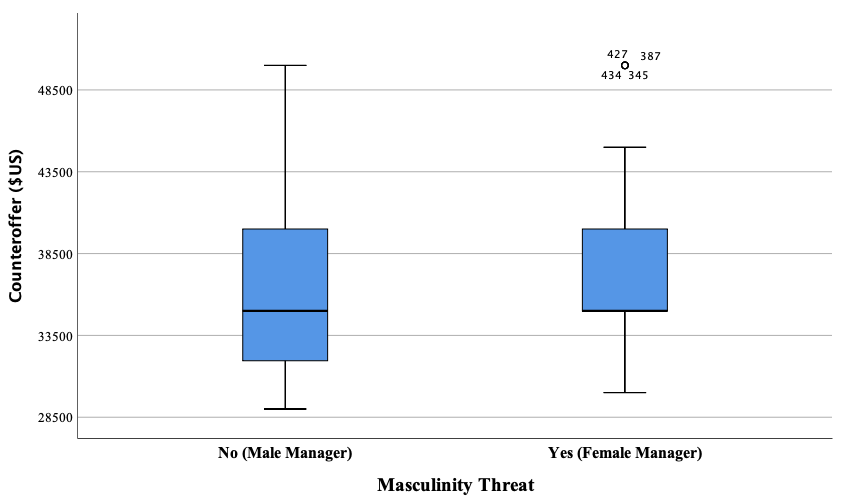 427 387
434 345
48500
43500
38500
33500
28500
Counteroffer ($US)
No (Male Manager)
Yes (Female Manager)
Masculinity Threat